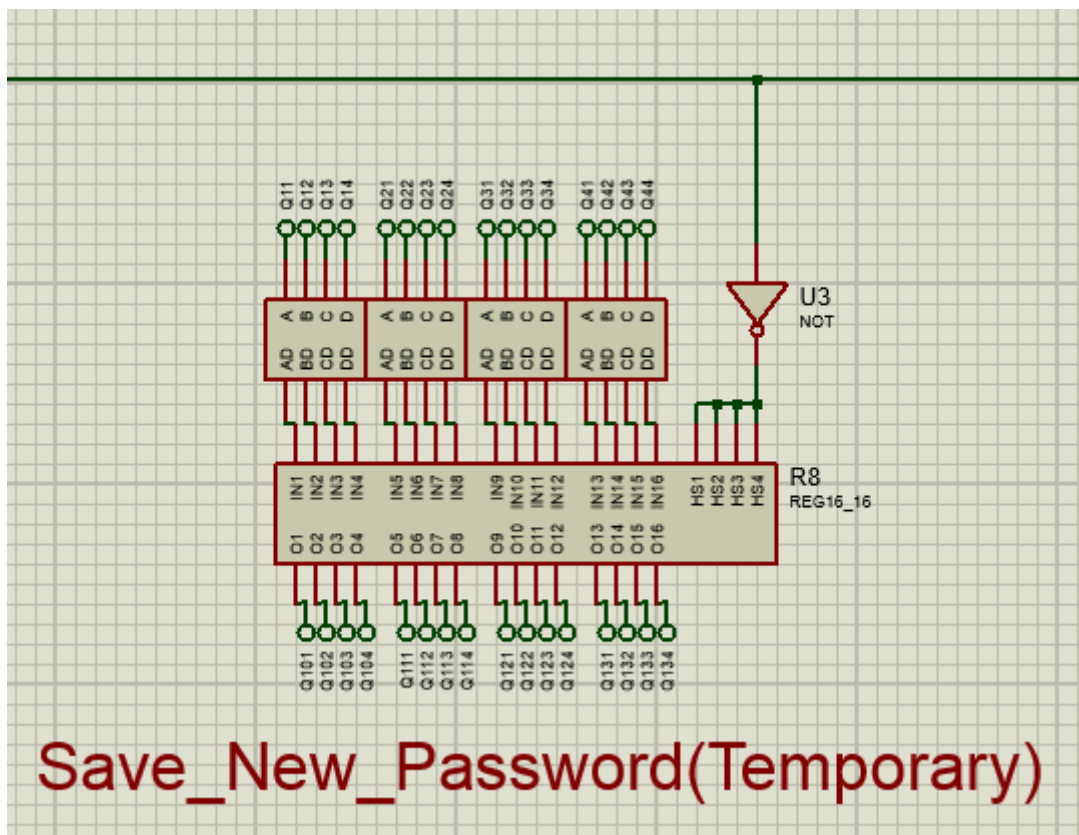 Q11 Q12 Q13 Q14 Q21 Q22 Q23 Q24 Q31 Q32 Q33 Q34 Q41 Q42 Q43 Q44
A B C D A B C D A B C D A B C D
AD BD CD DD AD BD CD DD AD BD CD DD AD BD CD DD
U3
NOT
IN1 IN2 IN3 IN4 IN5 IN6 IN7 IN8 IN9 IN10 IN11 IN12 IN13 IN14 IN15 IN16 HS1 HS2 HS3 HS4
O1 O2 O3 O4 O5 O6 O7 O8 O9 O10 O11 O12 O13 O14 O15 O16
R8
REG16_16
Q101 Q102 Q103 Q104 Q111 Q112 Q113 Q114 Q121 Q122 Q123 Q124 Q131 Q132 Q133 Q134
Save_New_Password(Temporary)